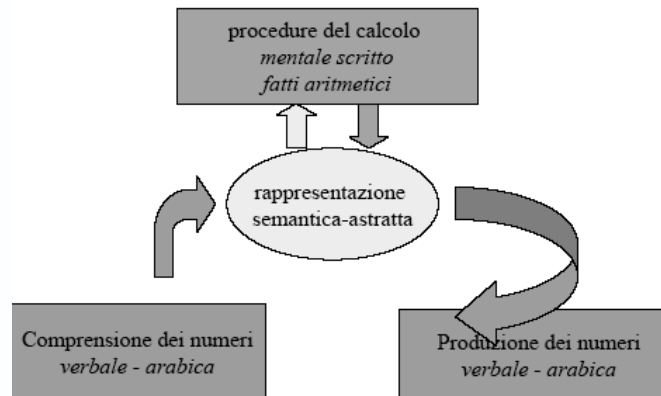 procedure del calcolo
mentale scritto
fatti aritmetici
rappresentazione
semantica-astratta
Comprensione dei numeri
verbale - arabica
Produzione dei numeri
verbale - arabica